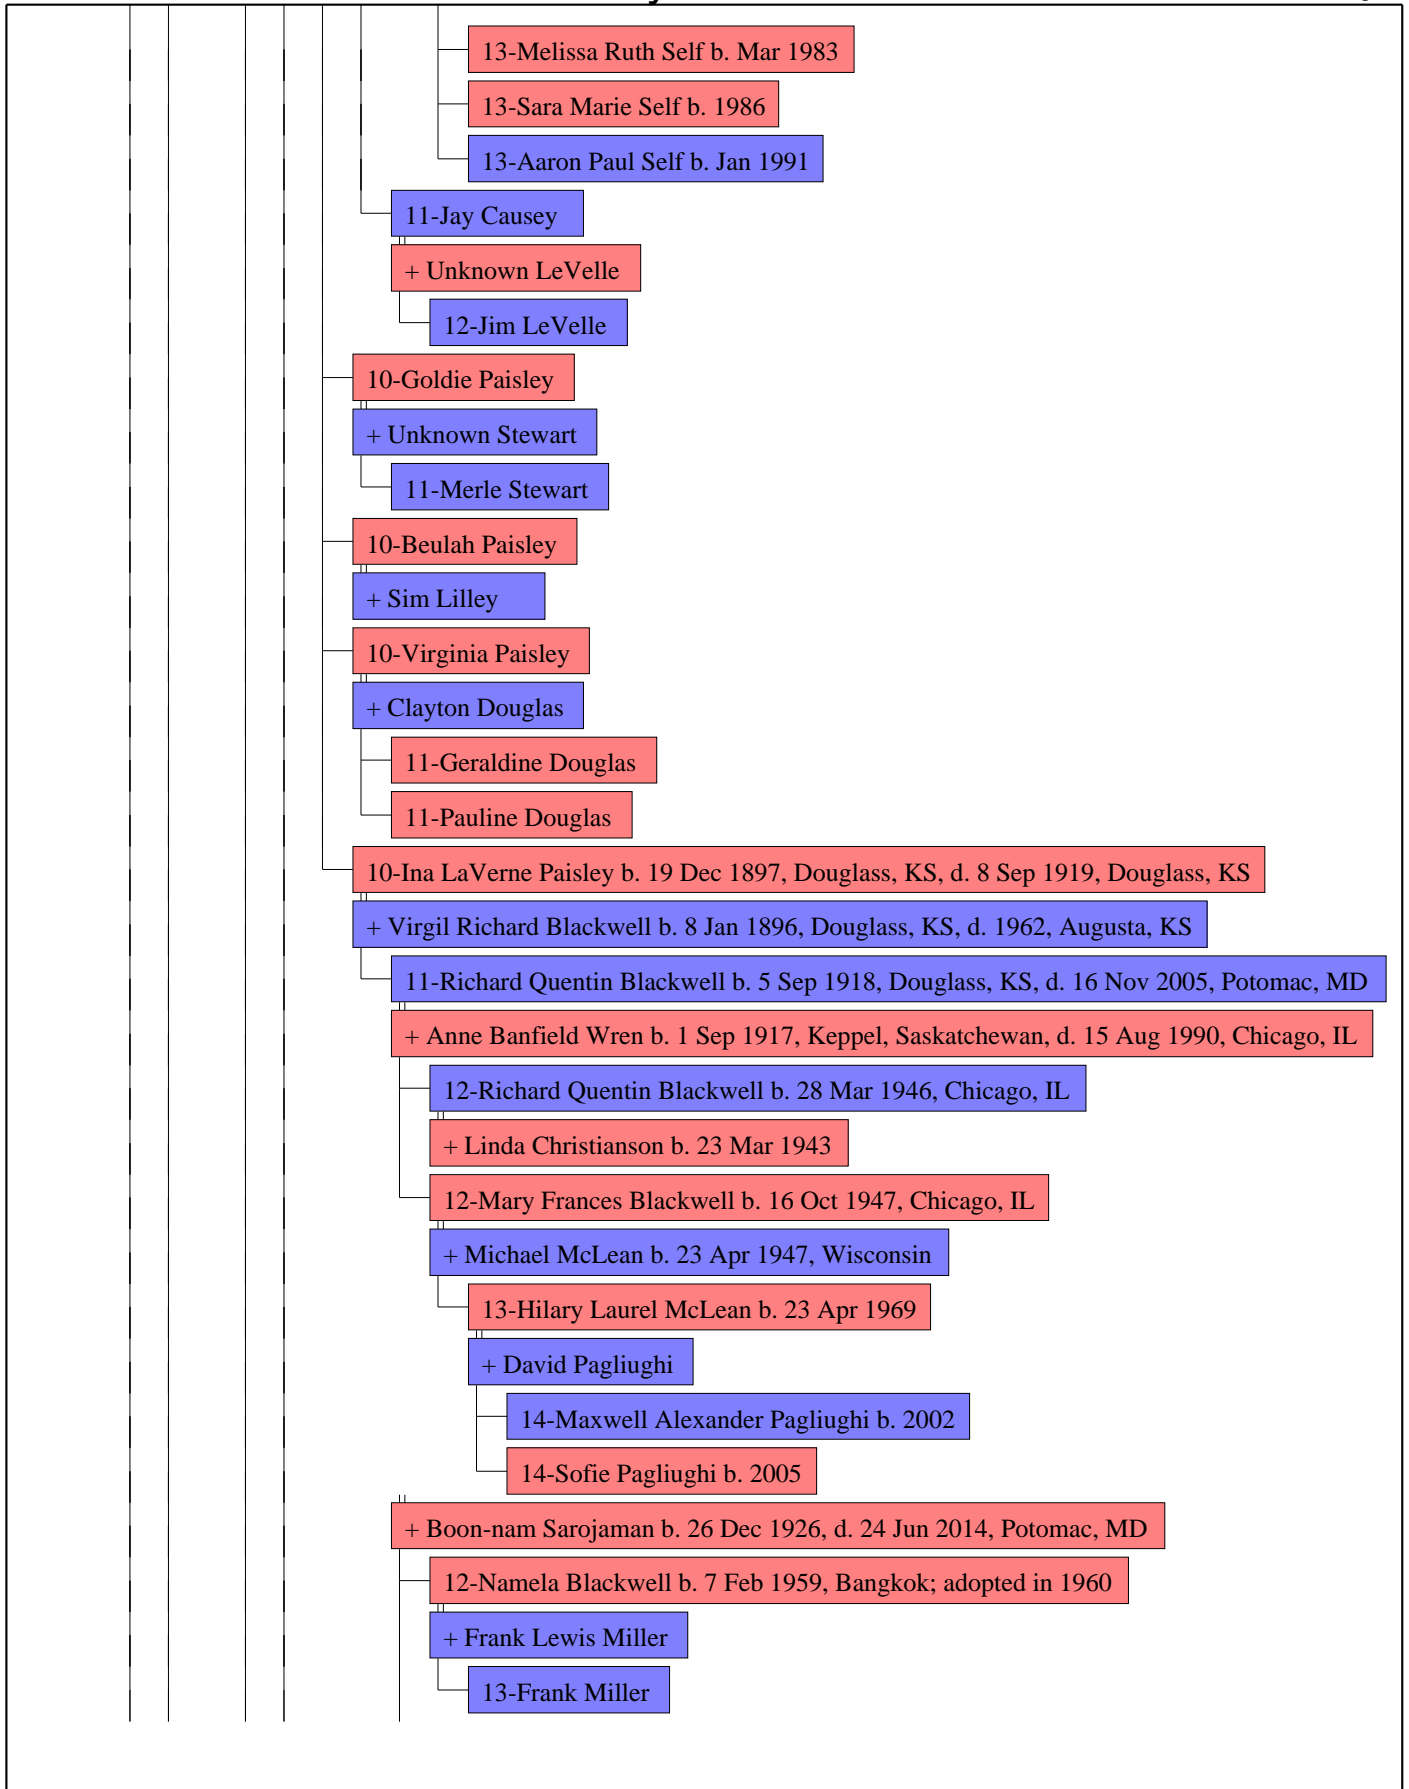 13-Melissa Ruth Self b. Mar 1983
13-Sara Marie Self b. 1986
13-Aaron Paul Self b. Jan 1991
11-Jay Causey
+ Unknown LeVelle
12-Jim LeVelle
10-Goldie Paisley
+ Unknown Stewart
11-Merle Stewart
10-Beulah Paisley
+ Sim Lilley
10-Virginia Paisley
+ Clayton Douglas
11-Geraldine Douglas
11-Pauline Douglas
10-Ina LaVerne Paisley b. 19 Dec 1897, Douglass, KS, d. 8 Sep 1919, Douglass, KS
+ Virgil Richard Blackwell b. 8 Jan 1896, Douglass, KS, d. 1962, Augusta, KS
11-Richard Quentin Blackwell b. 5 Sep 1918, Douglass, KS, d. 16 Nov 2005, Potomac, MD
+ Anne Banfield Wren b. 1 Sep 1917, Keppel, Saskatchewan, d. 15 Aug 1990, Chicago, IL
12-Richard Quentin Blackwell b. 28 Mar 1946, Chicago, IL
+ Linda Christianson b. 23 Mar 1943
12-Mary Frances Blackwell b. 16 Oct 1947, Chicago, IL
+ Michael McLean b. 23 Apr 1947, Wisconsin
13-Hilary Laurel McLean b. 23 Apr 1969
+ David Pagliughi
14-Maxwell Alexander Pagliughi b. 2002
14-Sofie Pagliughi b. 2005
+ Boon-nam Sarojaman b. 26 Dec 1926, d. 24 Jun 2014, Potomac, MD
12-Namela Blackwell b. 7 Feb 1959, Bangkok; adopted in 1960
+ Frank Lewis Miller
13-Frank Miller